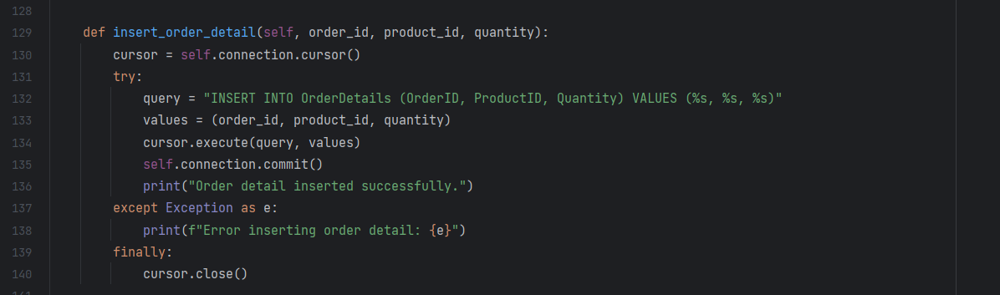 128
129 def insert_order_detail(self, order_id, product_id, quantity):
130 cursor = self.connection.cursor()
131 try:
132 query = "INSERT INTO OrderDetails (OrderID, ProductID, Quantity) VALUES (%s, %s, %s)"
133 values = (order_id, product_id, quantity)
134 cursor.execute(query, values)
135 self.connection.commit()
136 print("Order detail inserted successfully.")
137 except Exception as e:
138 print(f"Error inserting order detail: {e}")
139 finally:
140 cursor.close()
141